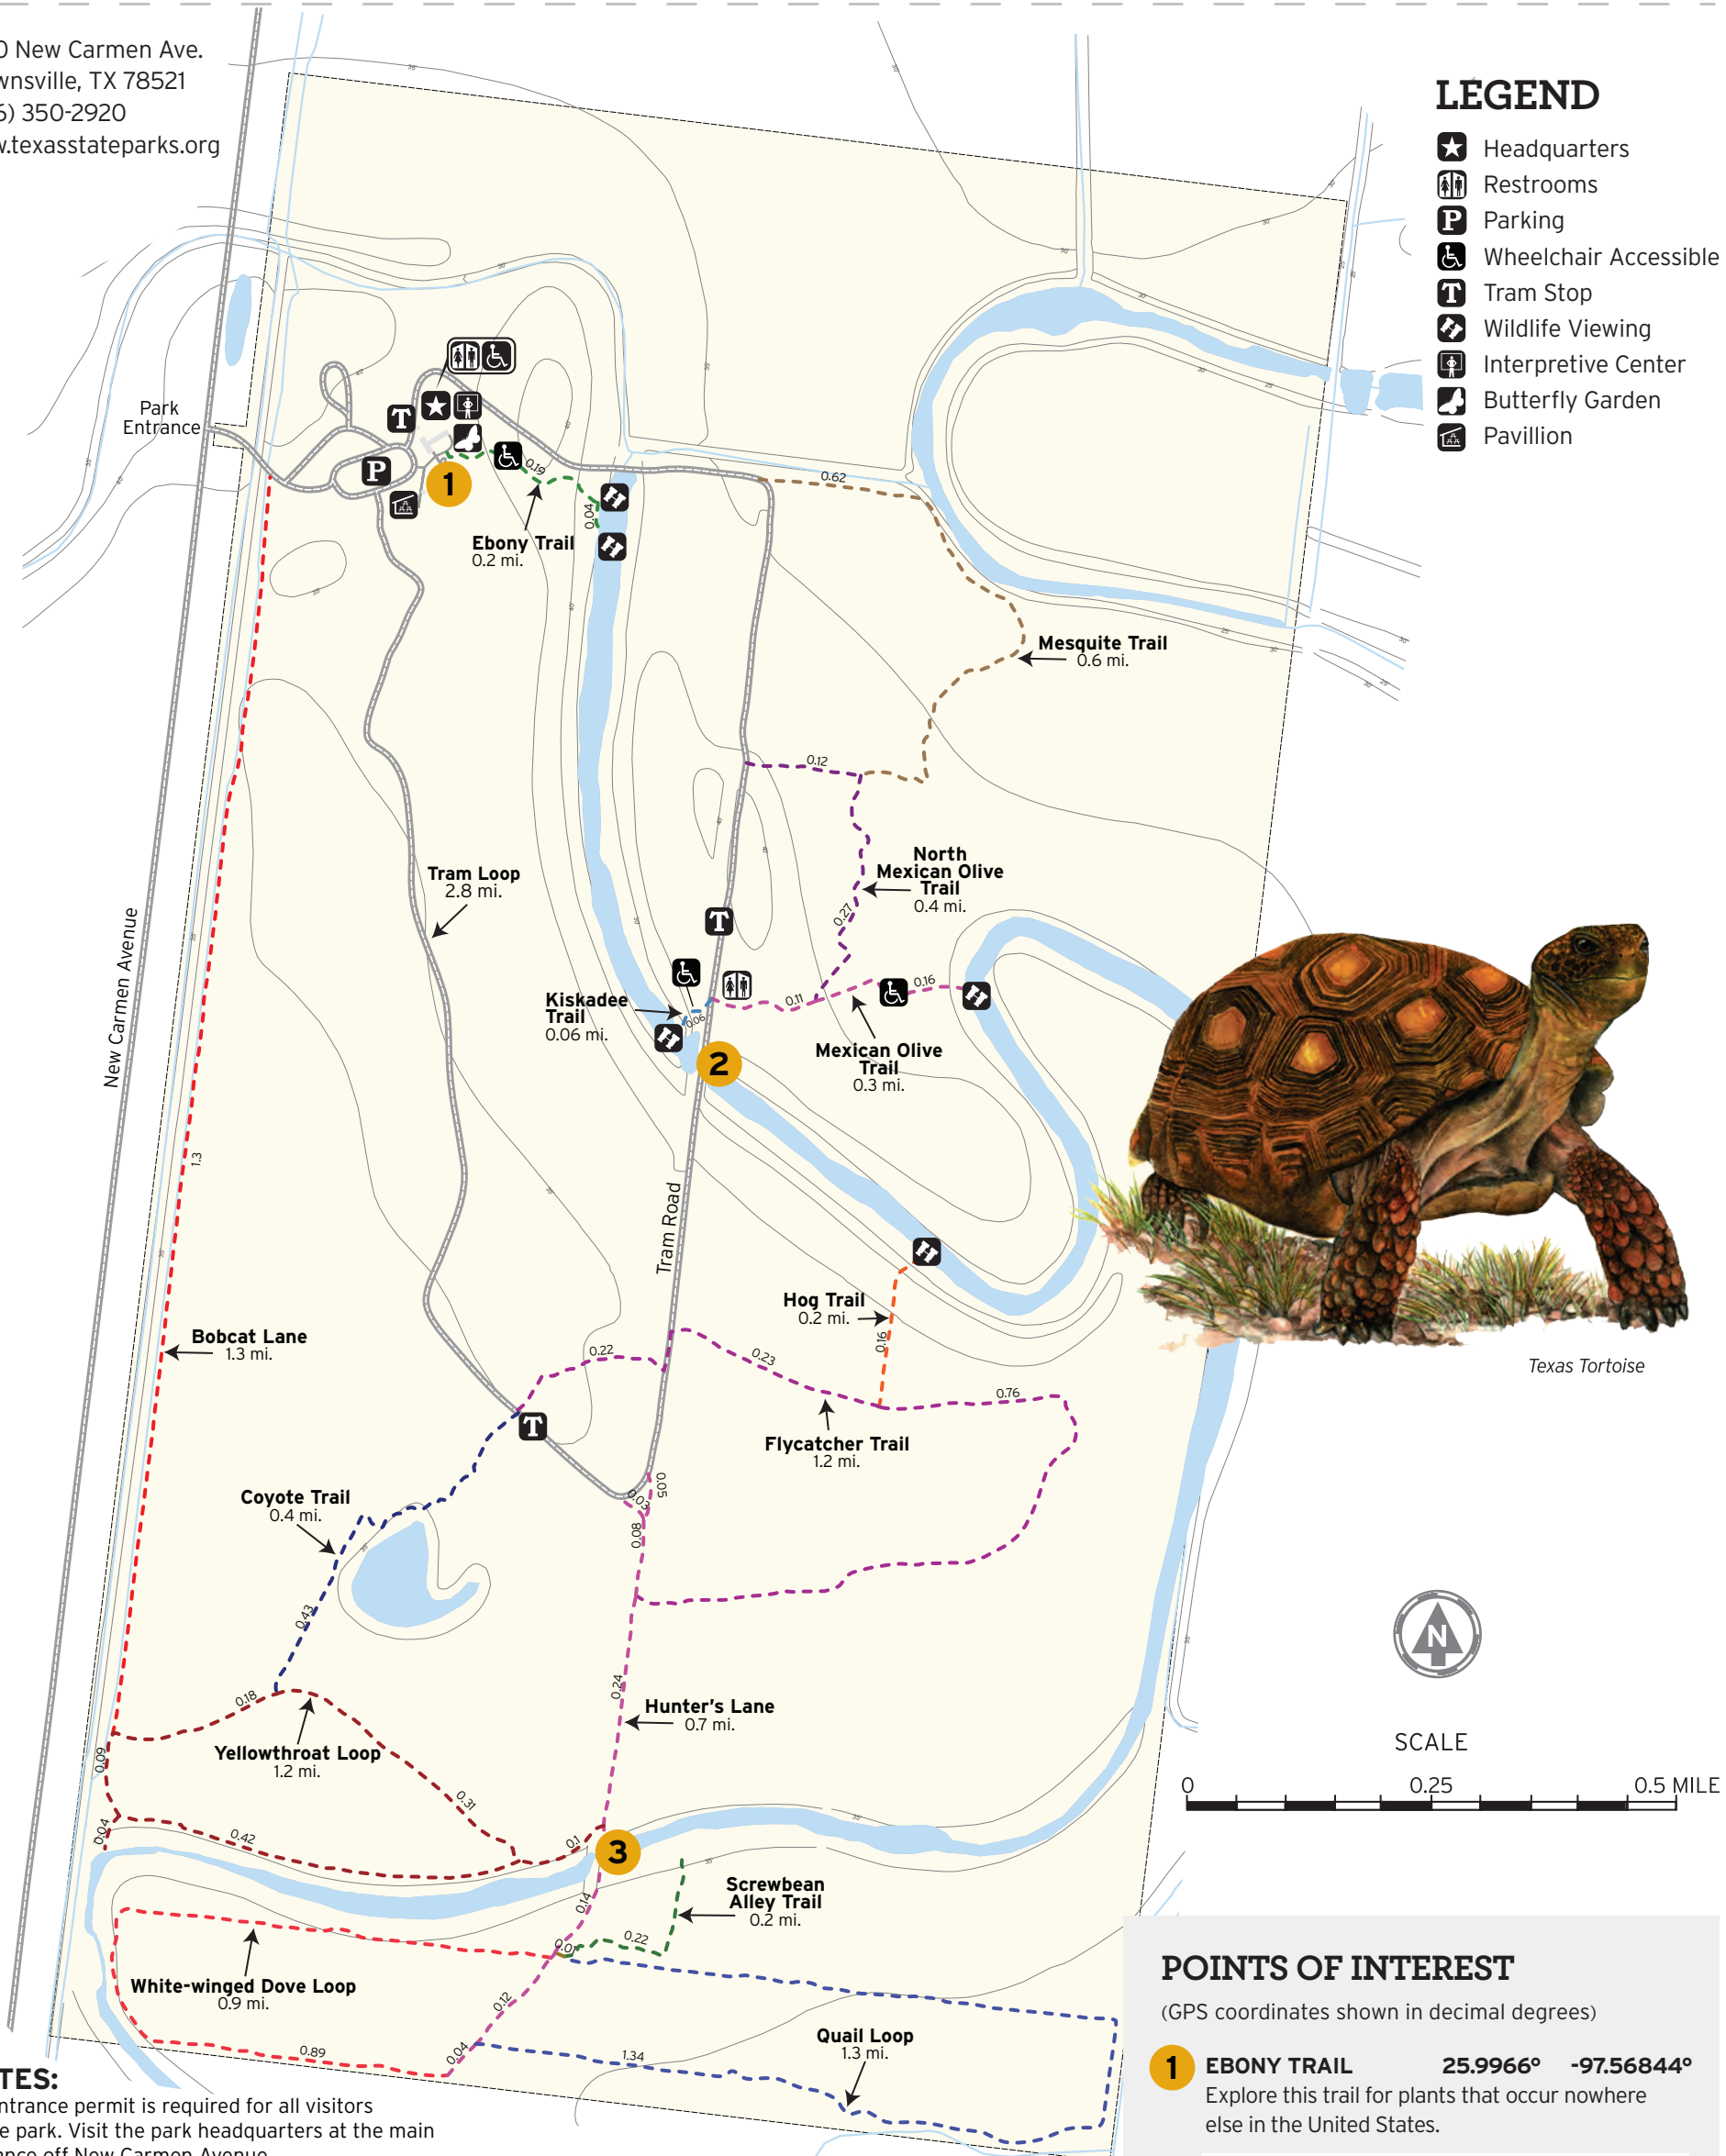 0 New Carmen Ave.
wnsville, TX 78521
6) 350-2920
w.texasstateparks.org
LEGEND
Headquarters
Restrooms
P Parking
Wheelchair Accessible
T Tram Stop
Wildlife Viewing
Interpretive Center
Butterfly Garden
Pavillion
Park
Entrance
T
P
1
0.19
0.04
Ebony Trail
0.2 mi.
0.62
Mesquite Trail
0.6 mi.
0.12
North
Mexican Olive
Trail
0.4 mi.
0.27
Tram Loop
2.8 mi.
T
New Carmen Avenue
Kiskadee
Trail
0.06 mi.
0.06
0.11
0.16
2
Mexican Olive
Trail
0.3 mi.
1.3
Tram Road
Hog Trail
0.2 mi.
0.16
Bobcat Lane
1.3 mi.
0.22
0.23
0.76
Texas Tortoise
T
Flycatcher Trail
1.2 mi.
0.05
0.03
0.08
Coyote Trail
0.4 mi.
0.43
0.24
Hunter's Lane
0.7 mi.
0.18
Yellowthroat Loop
1.2 mi.
0.09
0.31
0.04
0.42
0.1
3
N
SCALE
0 0.25 0.5 MILE
0.14
Screwbean
Alley Trail
0.2 mi.
0.01
0.22
White-winged Dove Loop
0.9 mi.
0.12
0.04
0.89
1.34
Quail Loop
1.3 mi.
POINTS OF INTEREST
(GPS coordinates shown in decimal degrees)
1 EBONY TRAIL 25.9966° -97.56844°
Explore this trail for plants that occur nowhere
else in the United States.
TES:
ntrance permit is required for all visitors
e park. Visit the park headquarters at the main
ance off New Carmen Avenue